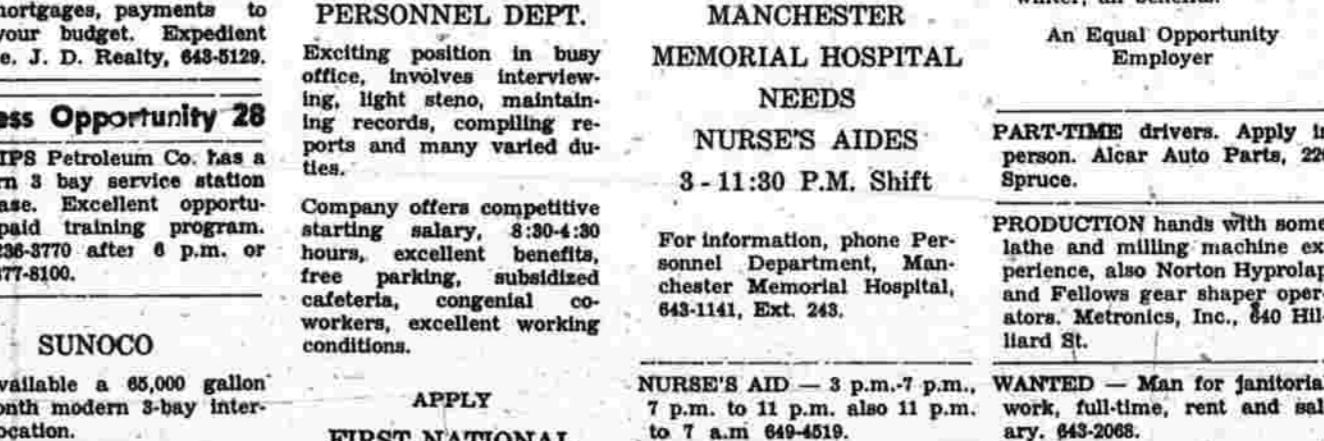 mortgages, payments to
your budget. Expedient
e. J. D. Realty, 643-5129.
ess Opportunity 28
IPS Petroleum Co. has a
rn 3 bay service station
ase. Excellent opportu-
paid training program.
236-3770 after 6 p.m. or
377-8100.
SUNOCO
vailable a 65,000 gallon
onth modern 3-bay inter-
ocation.
PERSONNEL DEPT.
Exciting position in busy
office, involves interview-
ing, light steno, maintain-
ing records, compiling re-
ports and many varied du-
ties.
Company offers competitive
starting salary, 8:30-4:30
hours, excellent benefits,
free parking, subsidized
cafeteria, congenial co-
workers, excellent working
conditions.
APPLY
FIRST NATIONAL
MANCHESTER
MEMORIAL HOSPITAL
NEEDS
NURSE'S AIDES
3 - 11:30 P.M. Shift
For information, phone Per-
sonnel Department, Man-
chester Memorial Hospital,
643-1141, Ext. 243.
NURSE'S AID — 3 p.m.-7 p.m.,
7 p.m. to 11 p.m. also 11 p.m.
to 7 a.m 649-4519.
An Equal Opportunity
Employer
PART-TIME drivers. Apply in
person. Alcar Auto Parts, 226
Spruce.
PRODUCTION hands with some
lathe and milling machine ex-
perience, also Norton Hyprolap
and Fellows gear shaper oper-
ators. Metronics, Inc., 640 Hil-
liard St.
WANTED — Man for janitorial
work, full-time, rent and sal-
ary. 643-2068.